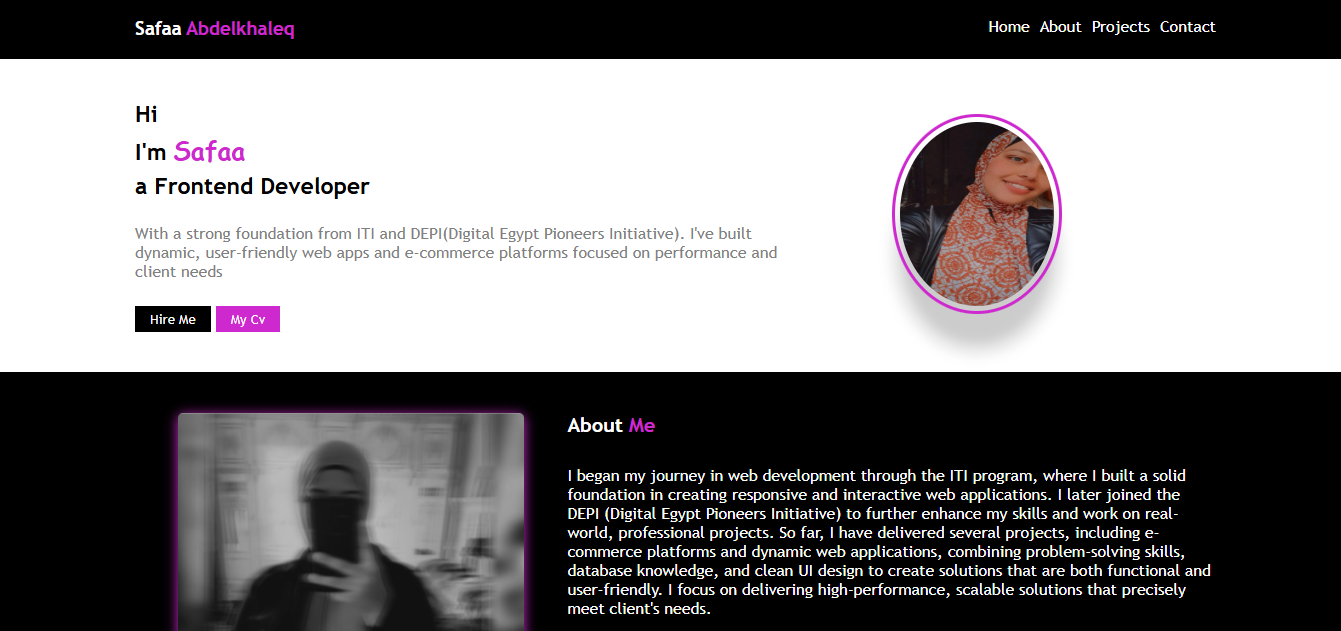 Safaa Abdelkhaleq
Home About Projects Contact
Hi
I'm Safaa
a Frontend Developer
With a strong foundation from ITI and DEPI(Digital Egypt Pioneers Initiative). I've built
dynamic, user-friendly web apps and e-commerce platforms focused on performance and
client needs
Hire Me
My Cv
About Me
I began my journey in web development through the ITI program, where I built a solid
foundation in creating responsive and interactive web applications. I later joined the
DEPI (Digital Egypt Pioneers Initiative) to further enhance my skills and work on real-
world, professional projects. So far, I have delivered several projects, including e-
commerce platforms and dynamic web applications, combining problem-solving skills,
database knowledge, and clean UI design to create solutions that are both functional and
user-friendly. I focus on delivering high-performance, scalable solutions that precisely
meet client's needs.